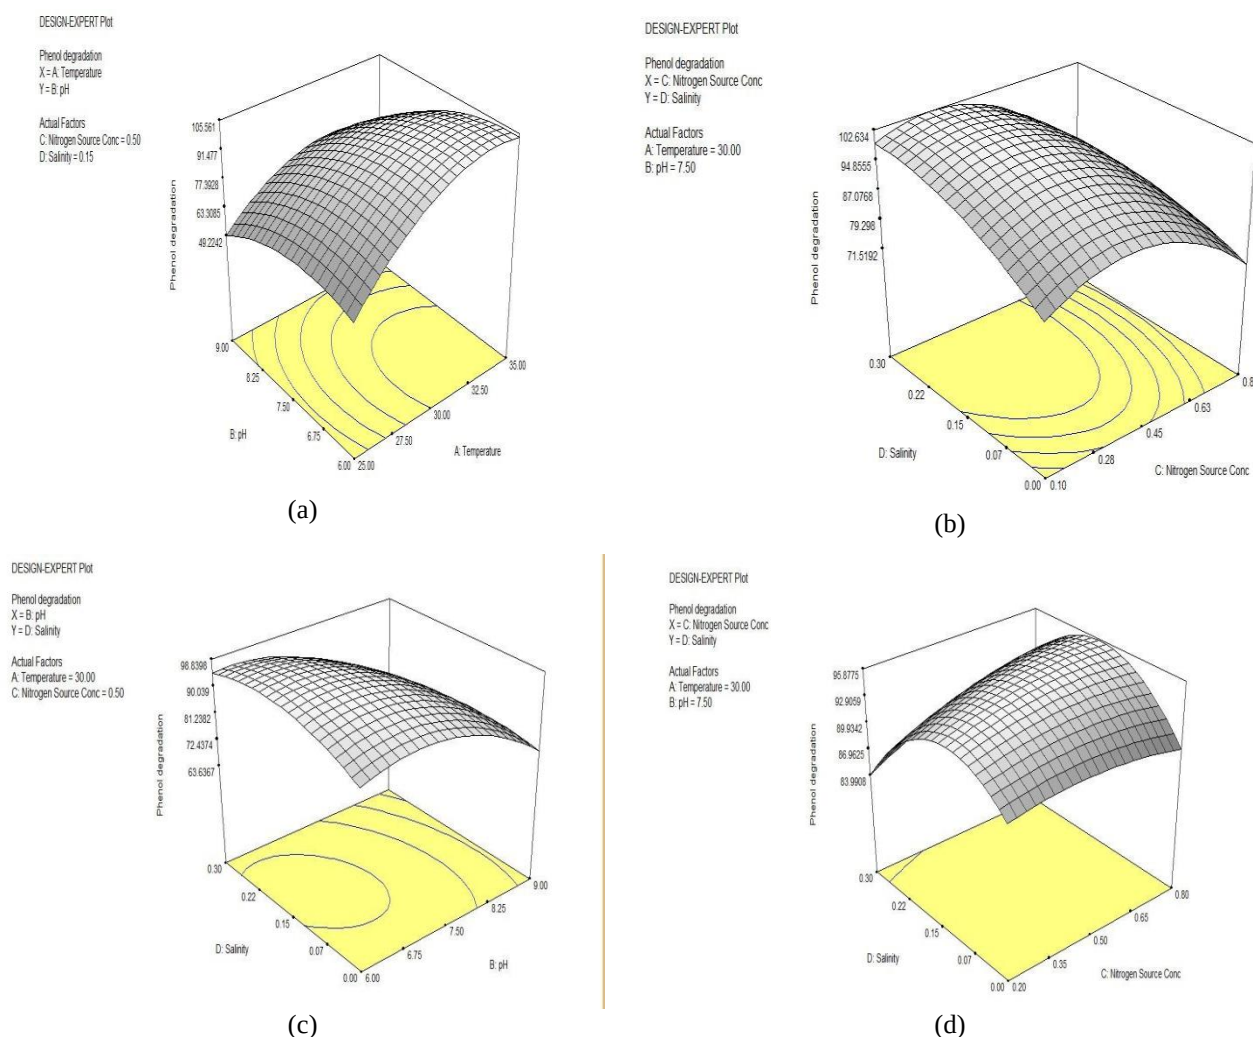 DESIGN-EXPERT Plot
Phenol degradation
X = A: Temperature
Y = B: pH
Actual Factors
C: Nitrogen Source Conc = 0.50
D: Salinity = 0.15
Phenol degradation
105.561
91.477
77.3928
63.3085
49.2242
9.00
8.25
7.50
6.75
6.00
B: pH
25.00
27.50
30.00
32.50
35.00
A: Temperature
(a)
DESIGN-EXPERT Plot
Phenol degradation
X = C: Nitrogen Source Conc
Y = D: Salinity
Actual Factors
A: Temperature = 30.00
B: pH = 7.50
Phenol degradation
102.634
94.8555
87.0768
79.298
71.5192
0.30
0.22
0.15
0.07
0.00
D: Salinity
0.10
0.28
0.45
0.63
0.8
C: Nitrogen Source Conc
(b)
DESIGN-EXPERT Plot
Phenol degradation
X = B: pH
Y = D: Salinity
Actual Factors
A: Temperature = 30.00
C: Nitrogen Source Conc = 0.50
Phenol degradation
98.8398
90.039
81.2382
72.4374
63.6367
0.30
0.22
0.15
0.07
0.00
D: Salinity
6.00
6.75
7.50
8.25
9.00
B: pH
(c)
DESIGN-EXPERT Plot
Phenol degradation
X = C: Nitrogen Source Conc
Y = D: Salinity
Actual Factors
A: Temperature = 30.00
B: pH = 7.50
Phenol degradation
95.8775
92.9059
89.9342
86.9625
83.9908
0.30
0.22
0.15
0.07
0.00
D: Salinity
0.20
0.35
0.50
0.65
0.80
C: Nitrogen Source Conc
(d)